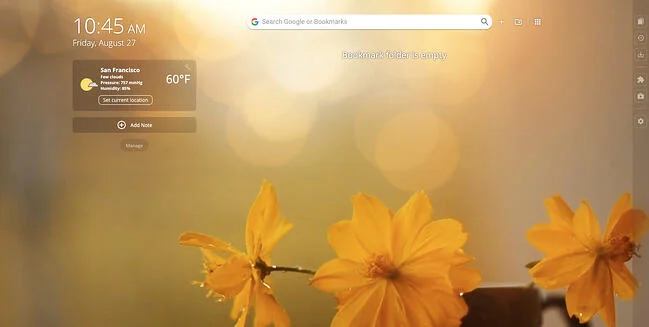 10:45 AM
Friday, August 27
San Francisco
Few clouds
Pressure: 757 mmHg
Humidity: 85%
60°F
Set current location
Add Note
Manage
Search Google or Bookmarks
Bookmark folder is empty